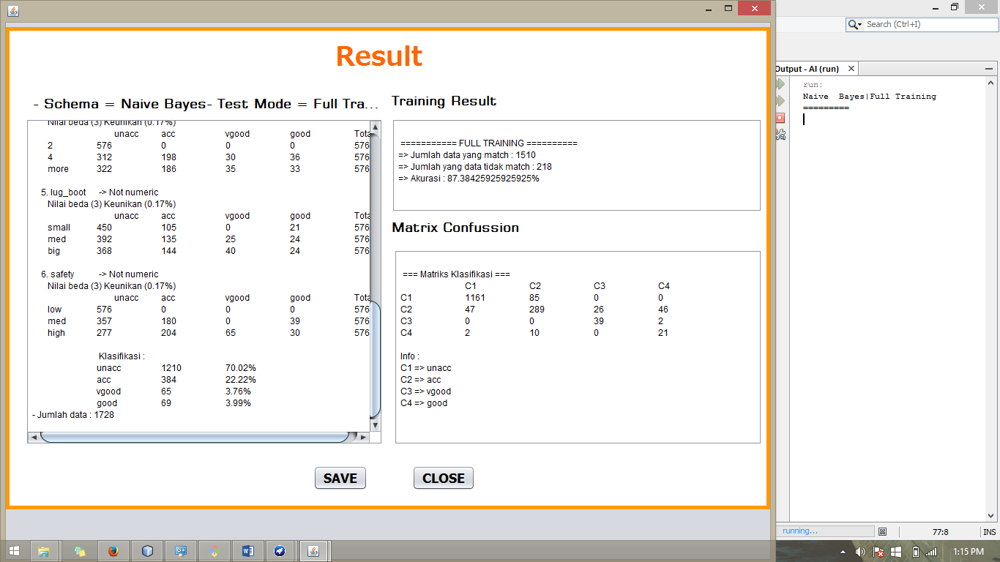 Result
- Schema = Naive Bayes- Test Mode = Full Tra...
Nilai beda (3) Keunikan (0.17%)
unacc acc vgood good Tota
2 576 0 0 0 576
4 312 198 30 36 576
more 322 186 35 33 576
5. lug_boot -> Not numeric
Nilai beda (3) Keunikan (0.17%)
unacc acc vgood good Tota
small 450 105 0 21 576
med 392 135 25 24 576
big 368 144 40 24 576
6. safety -> Not numeric
Nilai beda (3) Keunikan (0.17%)
unacc acc vgood good Tota
low 576 0 0 0 576
med 357 180 0 39 576
high 277 204 65 30 576
Klasifikasi :
unacc 1210 70.02%
acc 384 22.22%
vgood 65 3.76%
good 69 3.99%
- Jumlah data : 1728
Training Result
=========== FULL TRAINING ==========
=> Jumlah data yang match : 1510
=> Jumlah yang data tidak match : 218
=> Akurasi : 87.38425925925925%
Matrix Confussion
=== Matriks Klasifikasi ===
C1 C2 C3 C4
C1 1161 85 0 0
C2 47 289 26 46
C3 0 0 39 2
C4 2 10 0 21
Info :
C1 => unacc
C2 => acc
C3 => vgood
C4 => good
SAVE CLOSE
Search (Ctrl+I)
Output - AI (run)
run:
Naive Bayes|Full Training
=========
running...
77:8 INS
1:15 PM